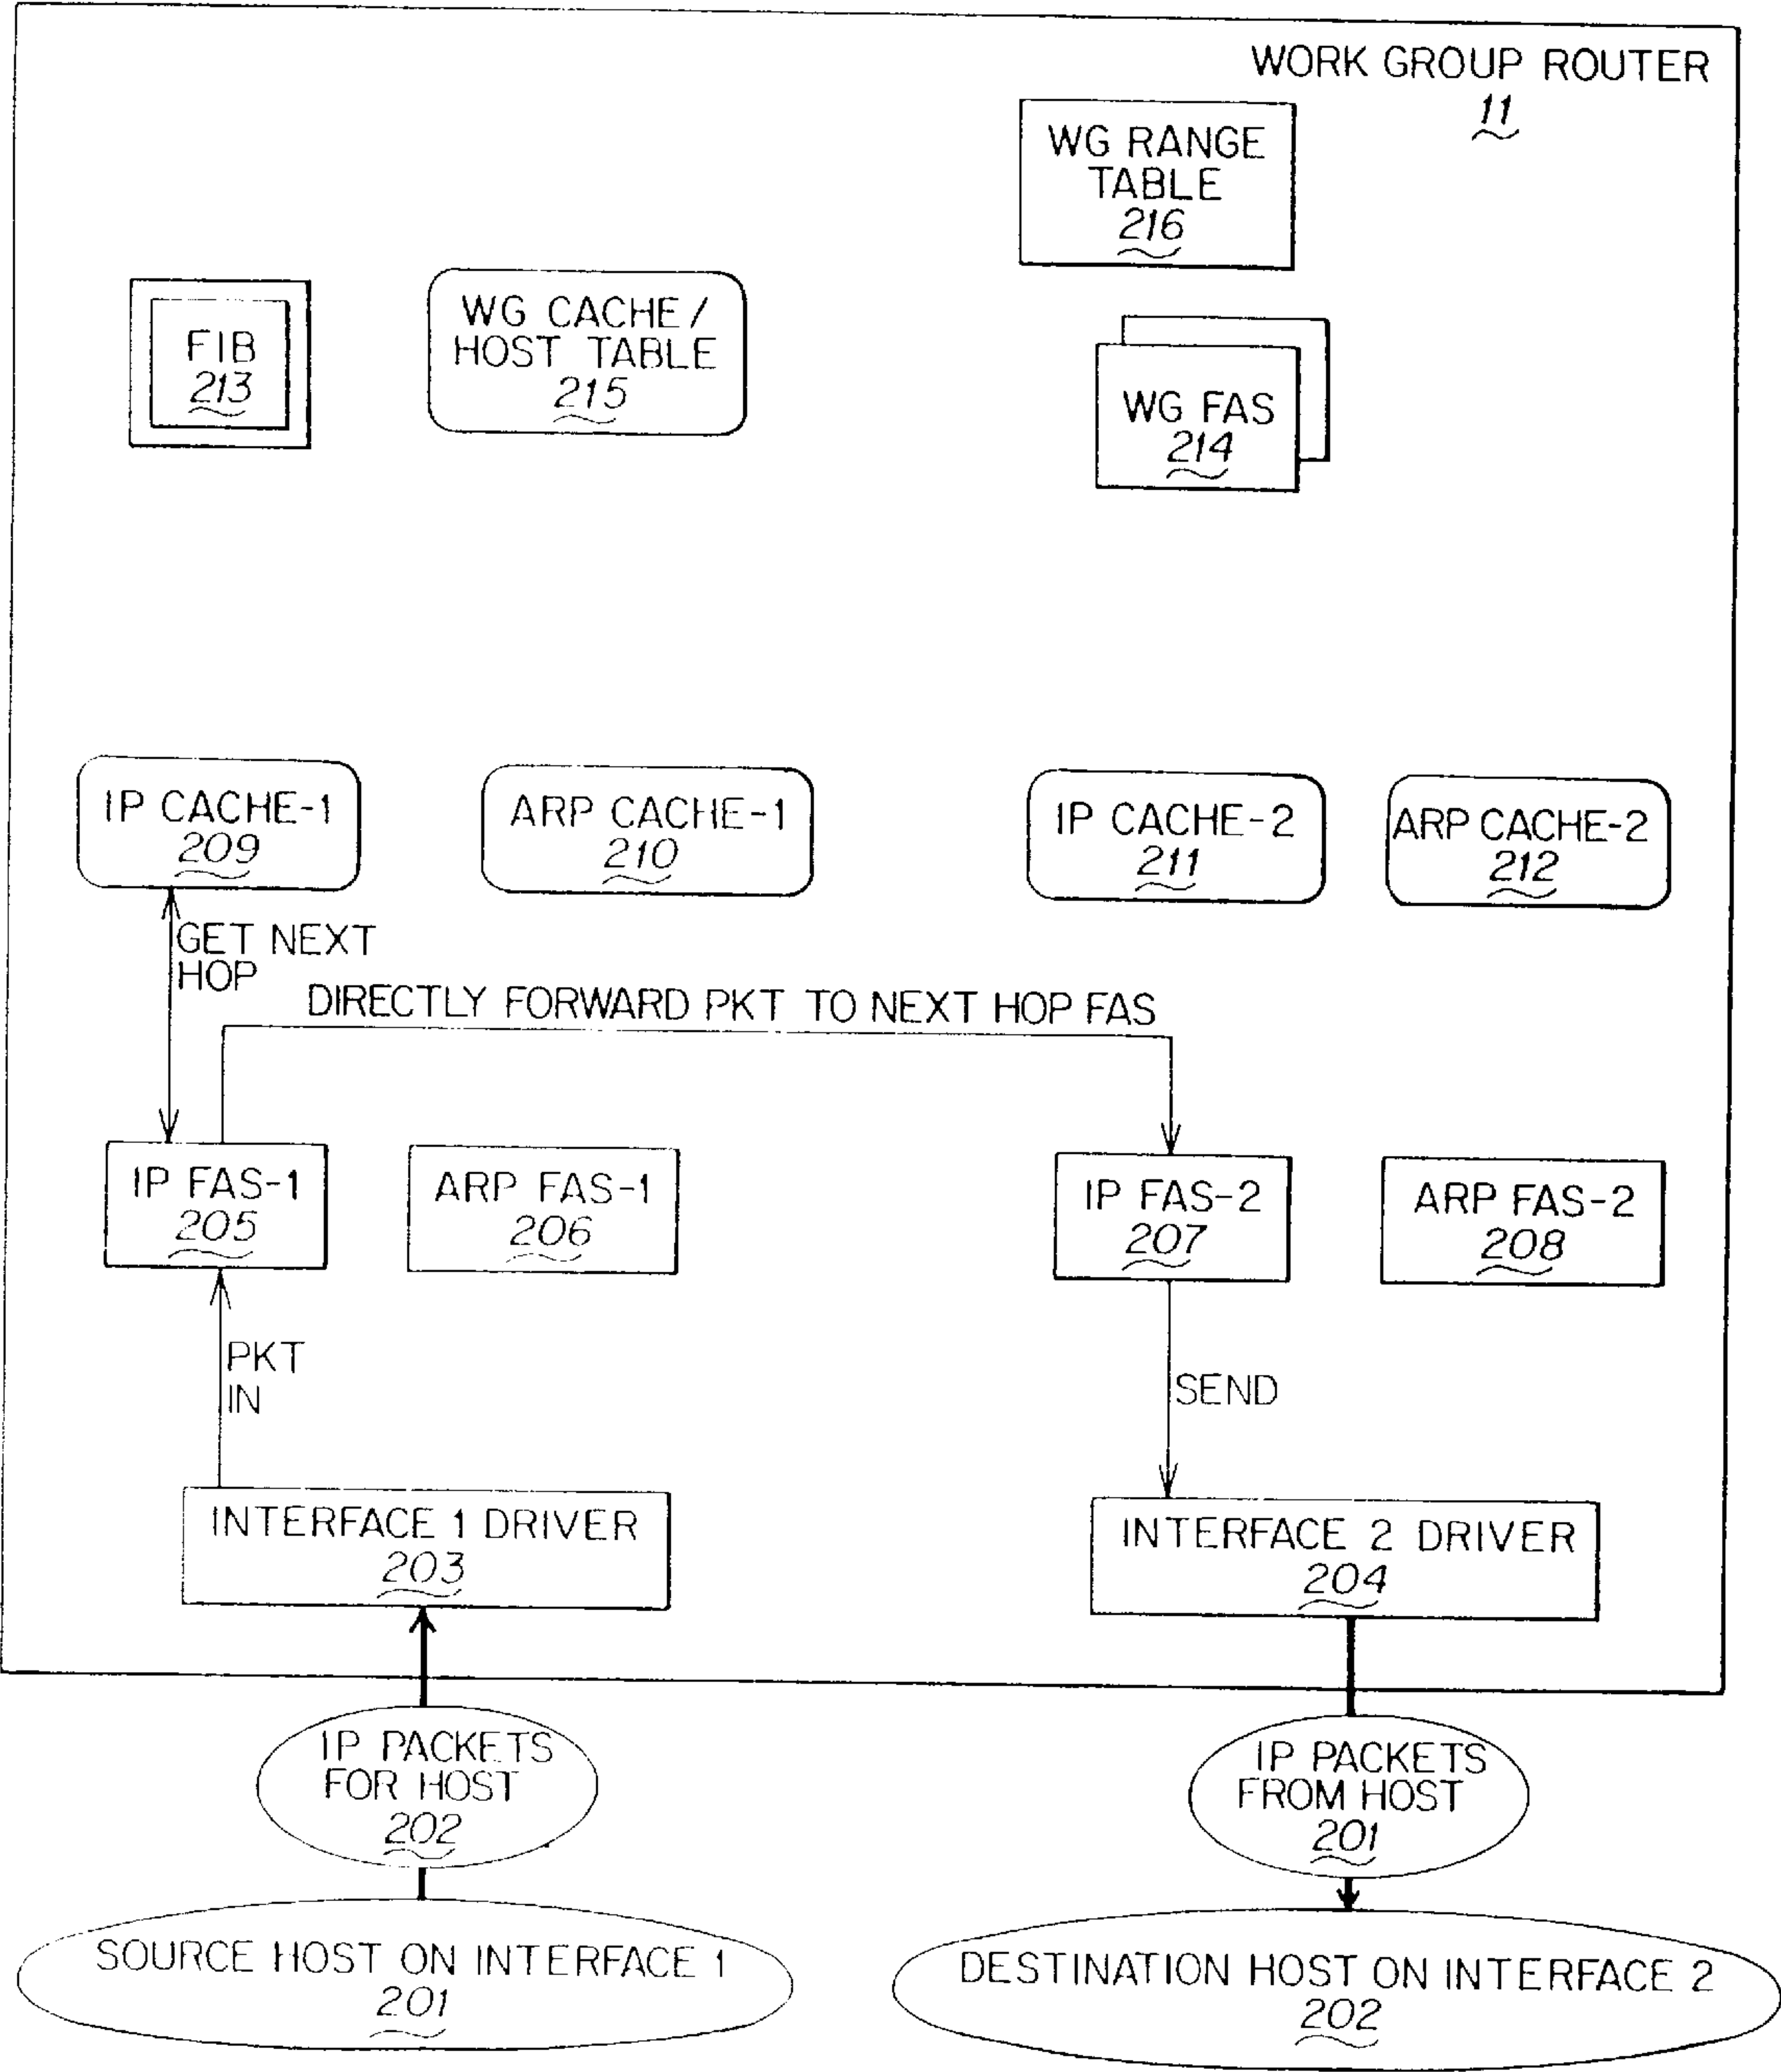 WORK GROUP ROUTER
11
WG RANGE
TABLE
216
FIB
213
WG CACHE/
HOST TABLE
215
WG FAS
214
IP CACHE-1
209
ARP CACHE-1
210
IP CACHE-2
211
ARP CACHE-2
212
GET NEXT
HOP
DIRECTLY FORWARD PKT TO NEXT HOP FAS
IP FAS-1
205
ARP FAS-1
206
IP FAS-2
207
ARP FAS-2
208
PKT
IN
SEND
INTERFACE 1 DRIVER
203
INTERFACE 2 DRIVER
204
IP PACKETS
FOR HOST
202
IP PACKETS
FROM HOST
201
SOURCE HOST ON INTERFACE 1
201
DESTINATION HOST ON INTERFACE 2
202